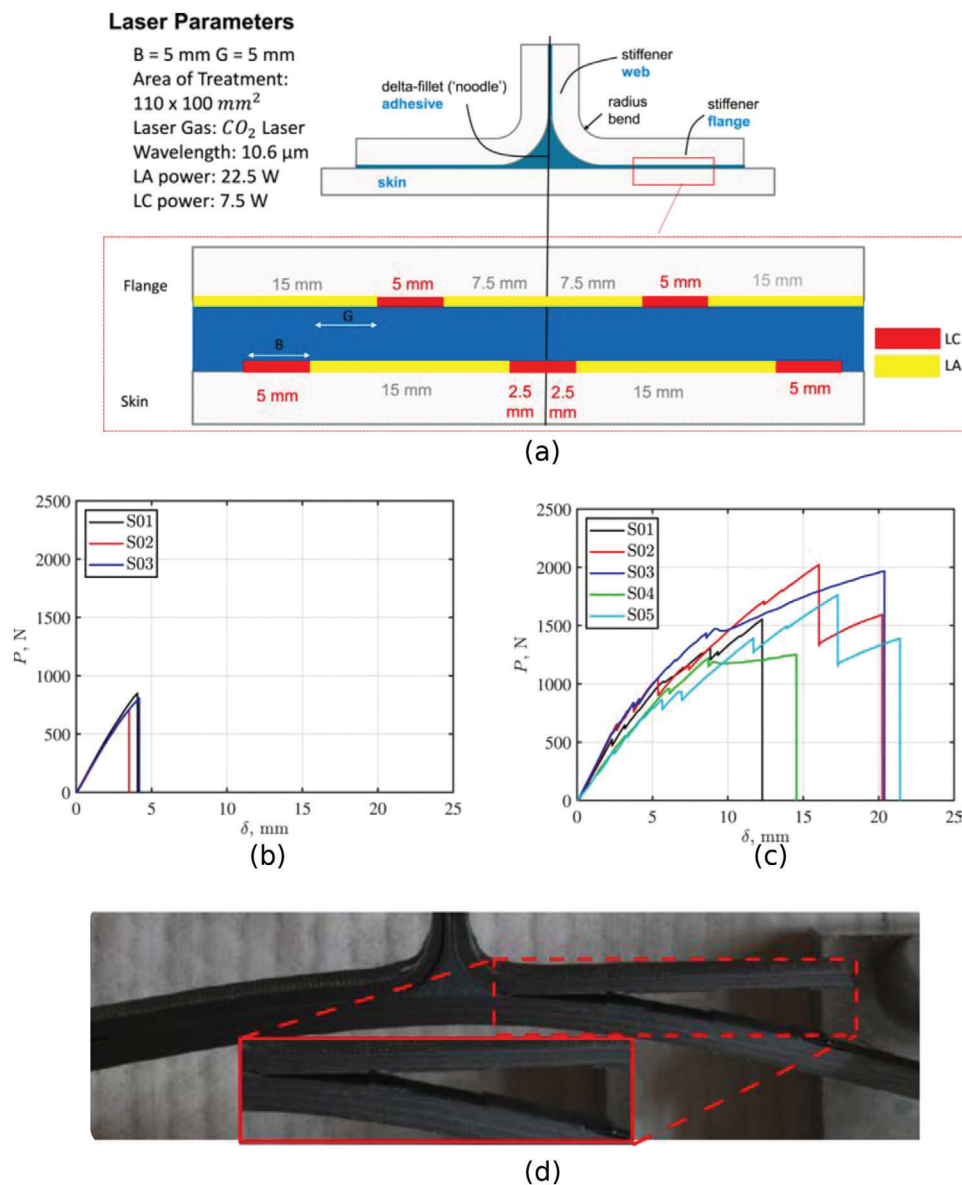 Laser Parameters
B = 5 mm G = 5 mm
Area of Treatment:
110 x 100 mm²
Laser Gas: CO₂ Laser
Wavelength: 10.6 µm
LA power: 22.5 W
LC power: 7.5 W
delta-fillet ('noodle')
adhesive
stiffener
web
radius
bend
stiffener
flange
skin
Flange
15 mm
5 mm
7.5 mm
7.5 mm
5 mm
15 mm
G
B
LC
LA
Skin
5 mm
15 mm
2.5
mm
2.5
mm
15 mm
5 mm
(a)
2500
2000
1500
1000
500
0
P, N
S01
S02
S03
0
5
10
15
20
25
δ, mm
(b)
2500
2000
1500
1000
500
0
P, N
S01
S02
S03
S04
S05
0
5
10
15
20
25
δ, mm
(c)
(d)